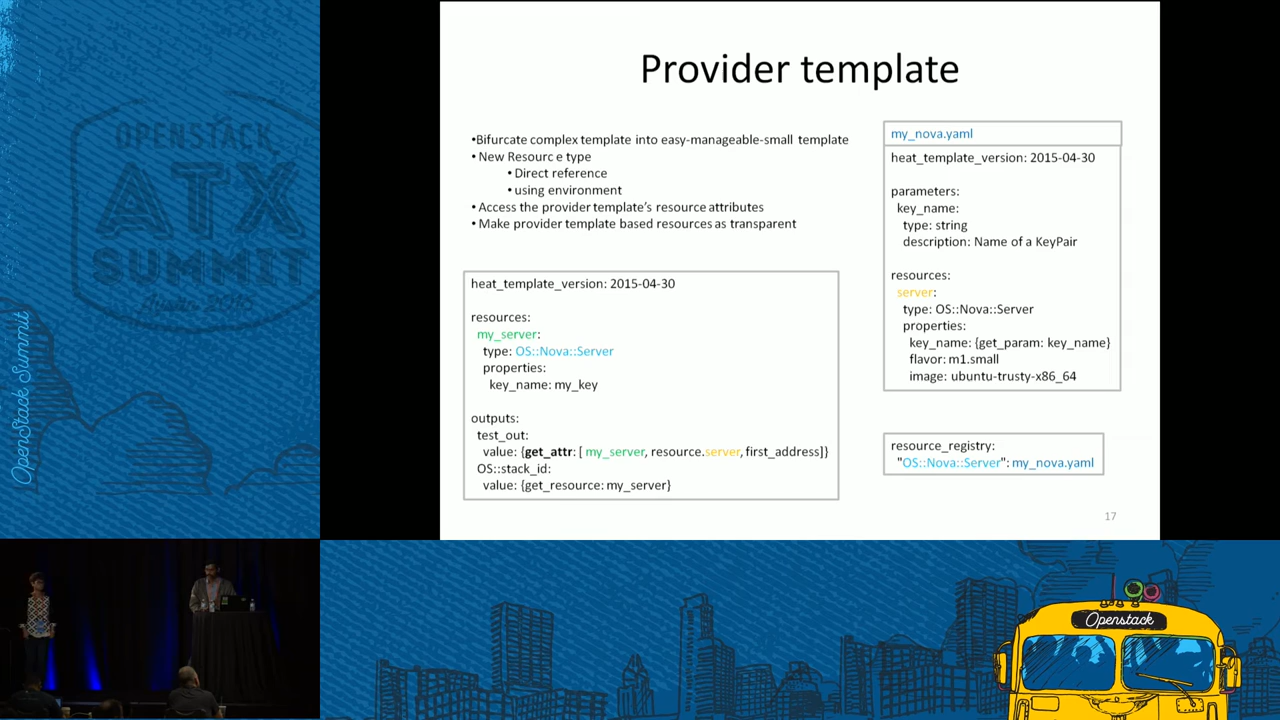 OPENSTACK
ATX
SUMMIT
OpenStack Summit
Provider template
•Bifurcate complex template into easy-manageable-small template
•New Resourc e type
•Direct reference
•using environment
•Access the provider template's resource attributes
•Make provider template based resources as transparent
heat_template_version: 2015-04-30
resources:
my_server:
type: OS::Nova::Server
properties:
key_name: my_key
outputs:
test_out:
value: {get_attr: [ my_server, resource.server, first_address]}
OS::stack_id:
value: {get_resource: my_server}
my_nova.yaml
heat_template_version: 2015-04-30
parameters:
key_name:
type: string
description: Name of a KeyPair
resources:
server:
type: OS::Nova::Server
properties:
key_name: {get_param: key_name}
flavor: m1.small
image: ubuntu-trusty-x86_64
resource_registry:
"OS::Nova::Server": my_nova.yaml
17
Openstack